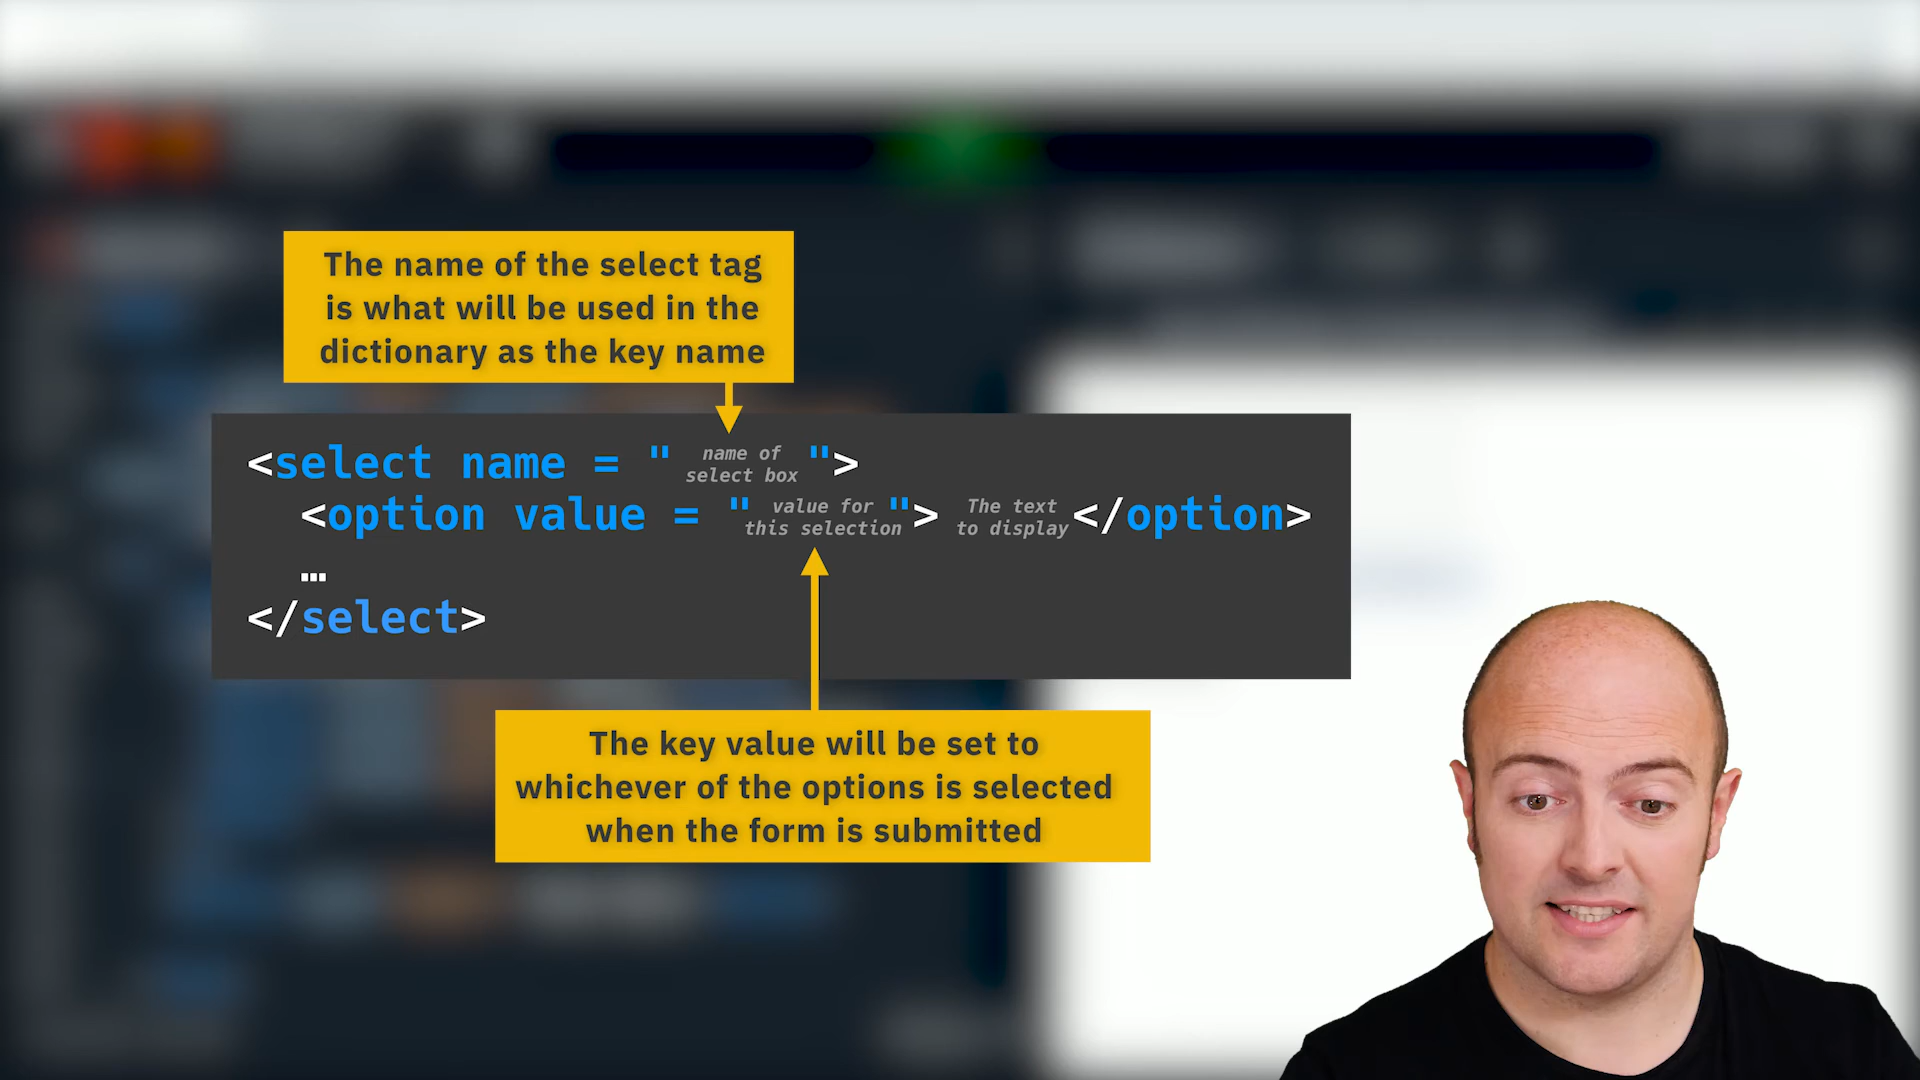 The name of the select tag
is what will be used in the
dictionary as the key name
<select name = " name of select box ">
<option value = " value for this selection "> The text to display </option>
…
</select>
The key value will be set to
whichever of the options is selected
when the form is submitted